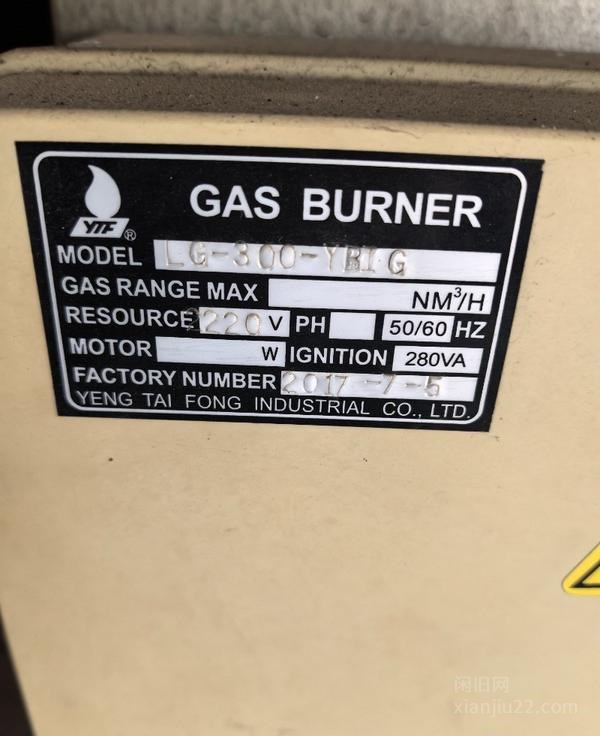 GAS BURNER
YTF ®
MODEL LG-300-YBIG
GAS RANGE MAX NM³/H
RESOURCE 2220 V PH 50/60 HZ
MOTOR W IGNITION 280VA
FACTORY NUMBER 2017-7-5
YENG TAI FONG INDUSTRIAL CO., LTD.
闲旧网
xianjiu22.com